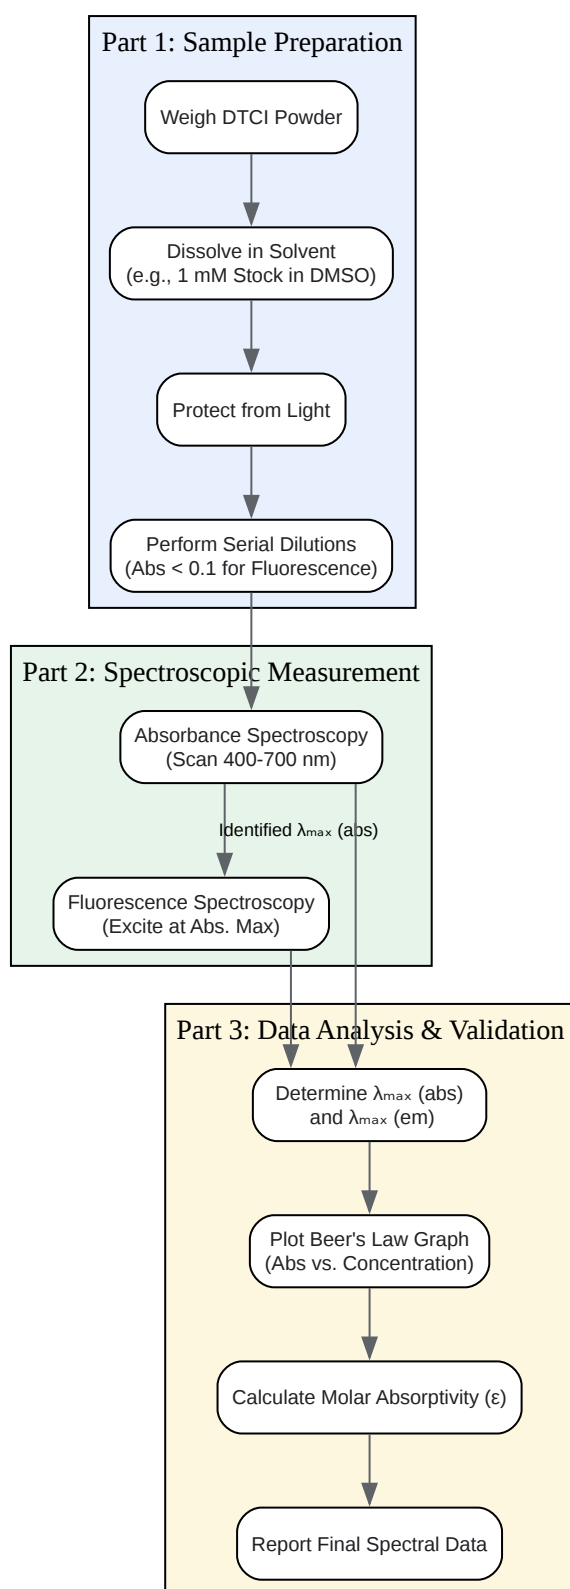 Part 1: Sample Preparation
Weigh DTCI Powder
Dissolve in Solvent
(e.g., 1 mM Stock in DMSO)
Protect from Light
Perform Serial Dilutions
(Abs < 0.1 for Fluorescence)
Part 2: Spectroscopic Measurement
Absorbance Spectroscopy
(Scan 400-700 nm)
Identified λₘₐₓ (abs)
Fluorescence Spectroscopy
(Excite at Abs. Max)
Part 3: Data Analysis & Validation
Determine λₘₐₓ (abs)
and λₘₐₓ (em)
Plot Beer's Law Graph
(Abs vs. Concentration)
Calculate Molar Absorptivity (ε)
Report Final Spectral Data